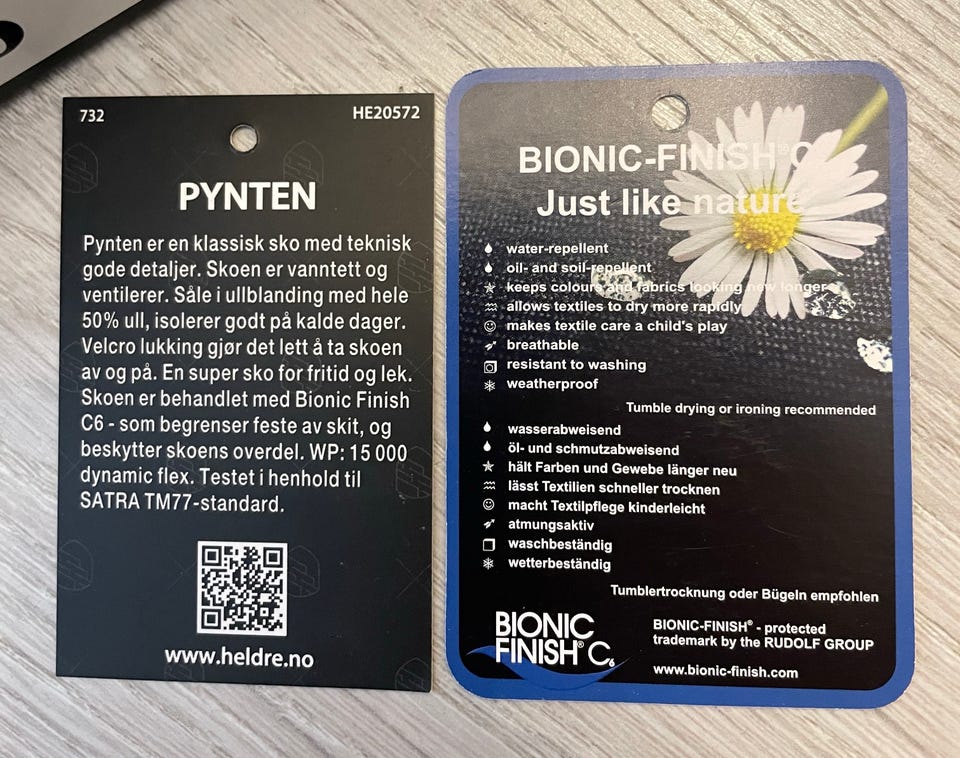 732 HE20572
PYNTEN
Pynten er en klassisk sko med teknisk
gode detaljer. Skoen er vanntett og
ventilerer. Såle i ullblanding med hele
50% ull, isolerer godt på kalde dager.
Velcro lukking gjør det lett å ta skoen
av og på. En super sko for fritid og lek.
Skoen er behandlet med Bionic Finish
C6 - som begrenser feste av skit, og
beskytter skoens overdel. WP: 15 000
dynamic flex. Testet i henhold til
SATRA TM77-standard.
www.heldre.no
BIONIC-FINISH® C
Just like nature
water-repellent
oil- and soil-repellent
keeps colours and fabrics looking new longer
allows textiles to dry more rapidly
makes textile care a child's play
breathable
resistant to washing
weatherproof
Tumble drying or ironing recommended
wasserabweisend
öl- und schmutzabweisend
hält Farben und Gewebe länger neu
lässt Textilien schneller trocknen
macht Textilpflege kinderleicht
atmungsaktiv
waschbeständig
wetterbeständig
Tumblertrocknung oder Bügeln empfohlen
BIONIC
FINISH® C6
BIONIC-FINISH® - protected
trademark by the RUDOLF GROUP
www.bionic-finish.com